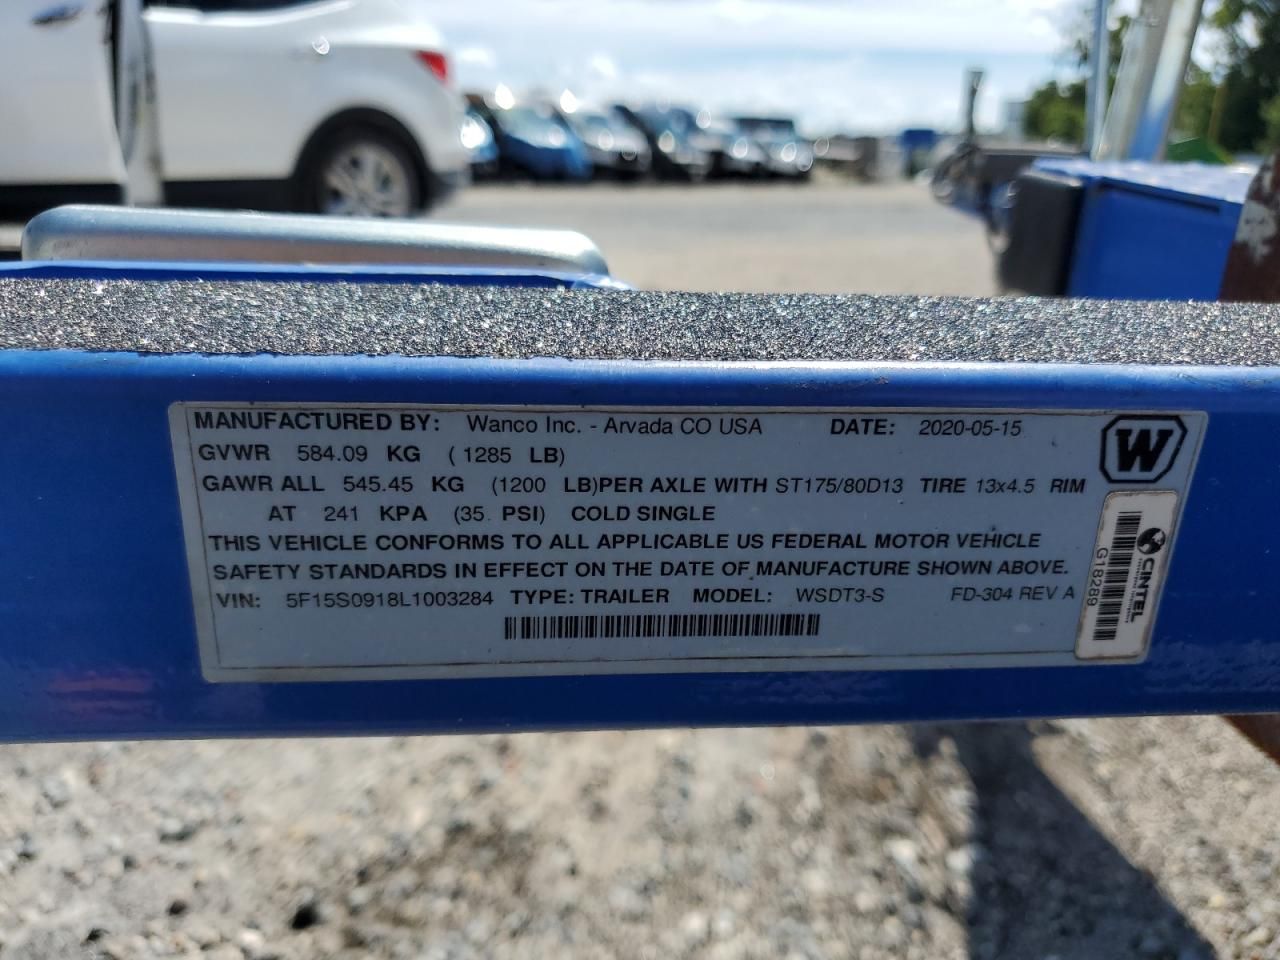 MANUFACTURED BY: Wanco Inc. - Arvada CO USA DATE: 2020-05-15
W
GVWR 584.09 KG ( 1285 LB)
GAWR ALL 545.45 KG (1200 LB)PER AXLE WITH ST175/80D13 TIRE 13x4.5 RIM
AT 241 KPA (35. PSI) COLD SINGLE
THIS VEHICLE CONFORMS TO ALL APPLICABLE US FEDERAL MOTOR VEHICLE
SAFETY STANDARDS IN EFFECT ON THE DATE OF MANUFACTURE SHOWN ABOVE.
VIN: 5F15S0918L1003284 TYPE: TRAILER MODEL: WSDT3-S FD-304 REV A
G18289
CINTEL